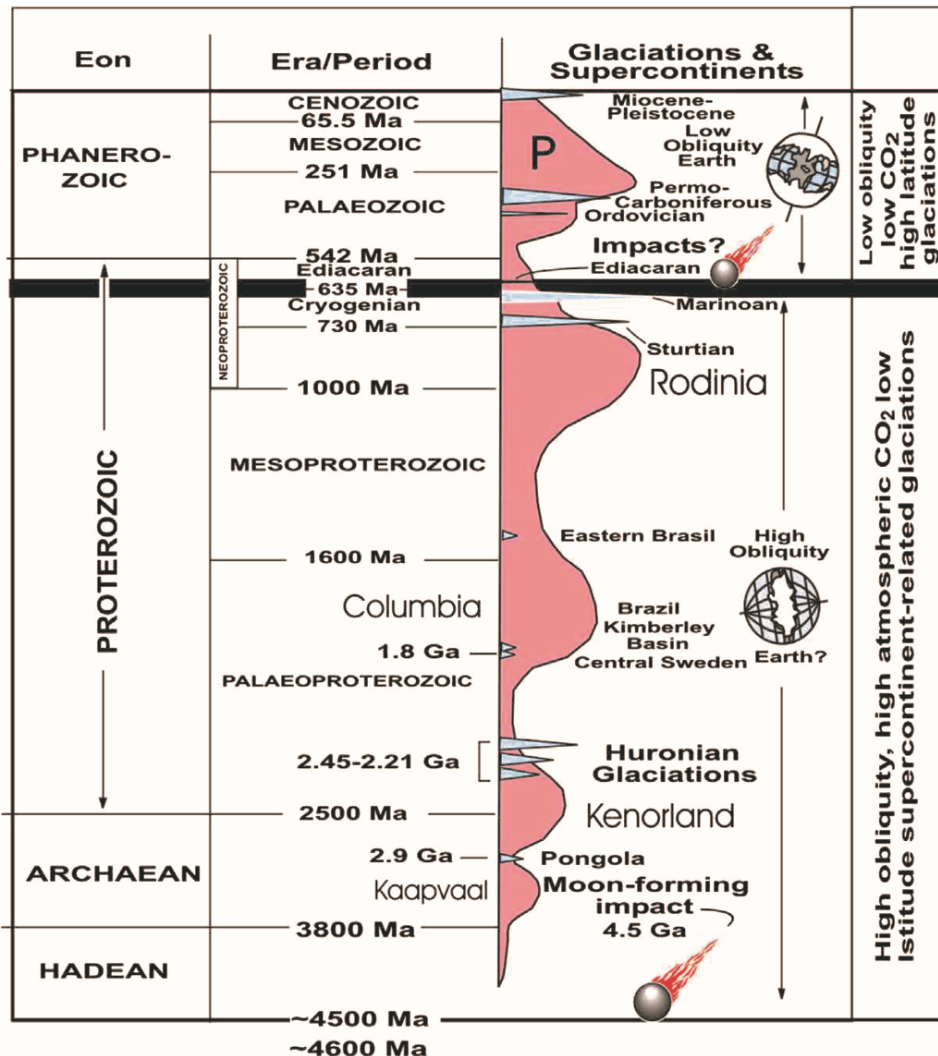 Eon
Era/Period
Glaciations &
Supercontinents
PHANERO-
ZOIC
CENOZOIC
65.5 Ma
MESOZOIC
251 Ma
PALAEOZOIC
542 Ma
Ediacaran
635 Ma
Cryogenian
730 Ma
NEOPROTEROZOIC
1000 Ma
MESOPROTEROZOIC
1600 Ma
Columbia
1.8 Ga
PALAEOPROTEROZOIC
2.45-2.21 Ga
2500 Ma
2.9 Ga
Kaapvaal
3800 Ma
~4500 Ma
~4600 Ma
PROTEROZOIC
ARCHAEAN
HADEAN
P
Miocene-
Pleistocene
Low
Obliquity
Earth
Permo-
Carboniferous
Ordovician
Impacts?
Ediacaran
Marinoan
Sturtian
Rodinia
Eastern Brasil
High
Obliquity
Earth?
Brazil
Kimberley
Basin
Central Sweden
Huronian
Glaciations
Kenorland
Pongola
Moon-forming
impact
4.5 Ga
Low obliquity
low CO2
high latitude
glaciations
High obliquity, high atmospheric CO2 low
Istitude supercontinent-related glaciations